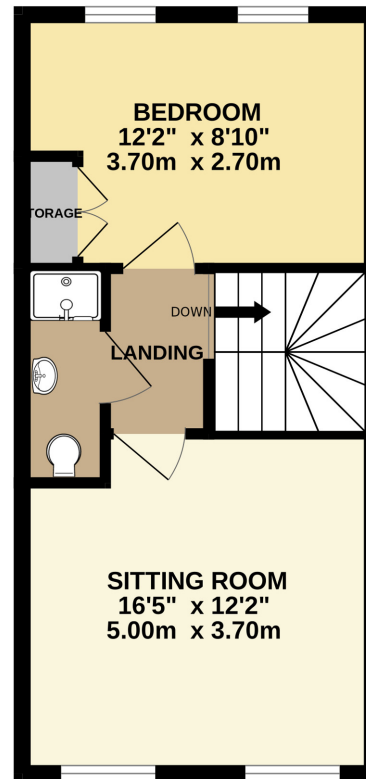 BEDROOM
12'2" x 8'10"
3.70m x 2.70m
TORAGE
DOWN
LANDING
SITTING ROOM
16'5" x 12'2"
5.00m x 3.70m